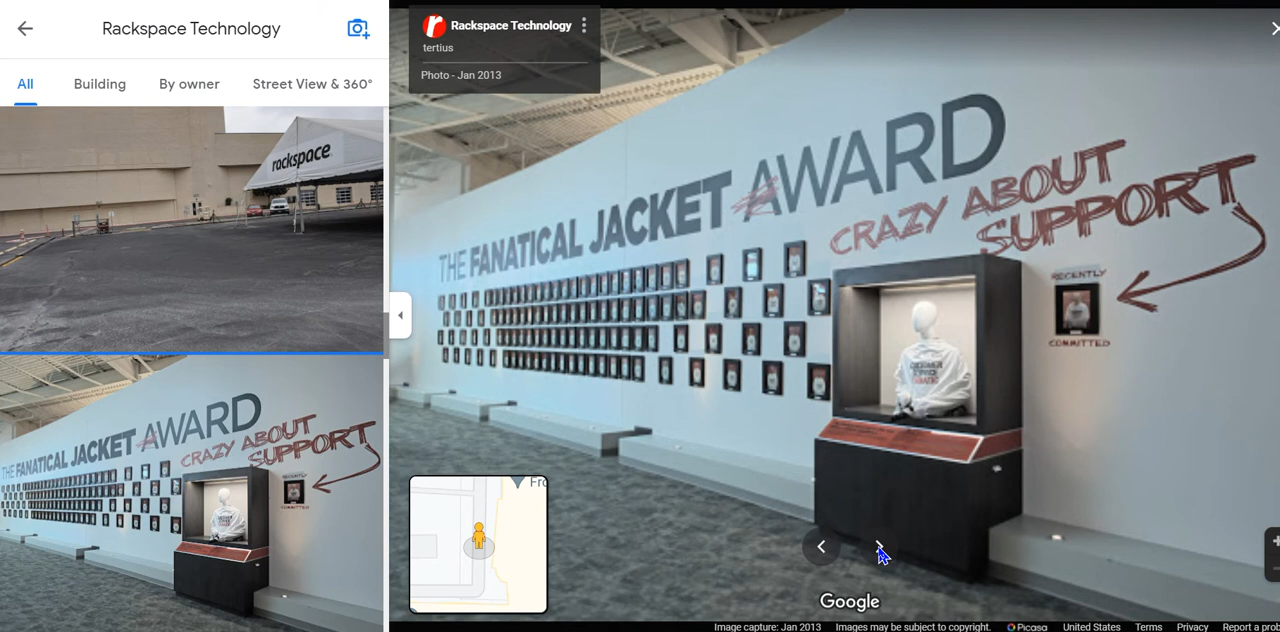 Rackspace Technology
All
Building
By owner
Street View & 360°
rackspace
THE FANATICAL JACKET AWARD
CRAZY ABOUT
SUPPORT
RECENTLY
COMMITTED
Rackspace Technology
tertius
Photo - Jan 2013
THE FANATICAL JACKET AWARD
CRAZY ABOUT
SUPPORT
RECENTLY
COMMITTED
Fro
Google
Image capture: Jan 2013
Images may be subject to copyright.
Picasa
United States
Terms
Privacy
Report a prob